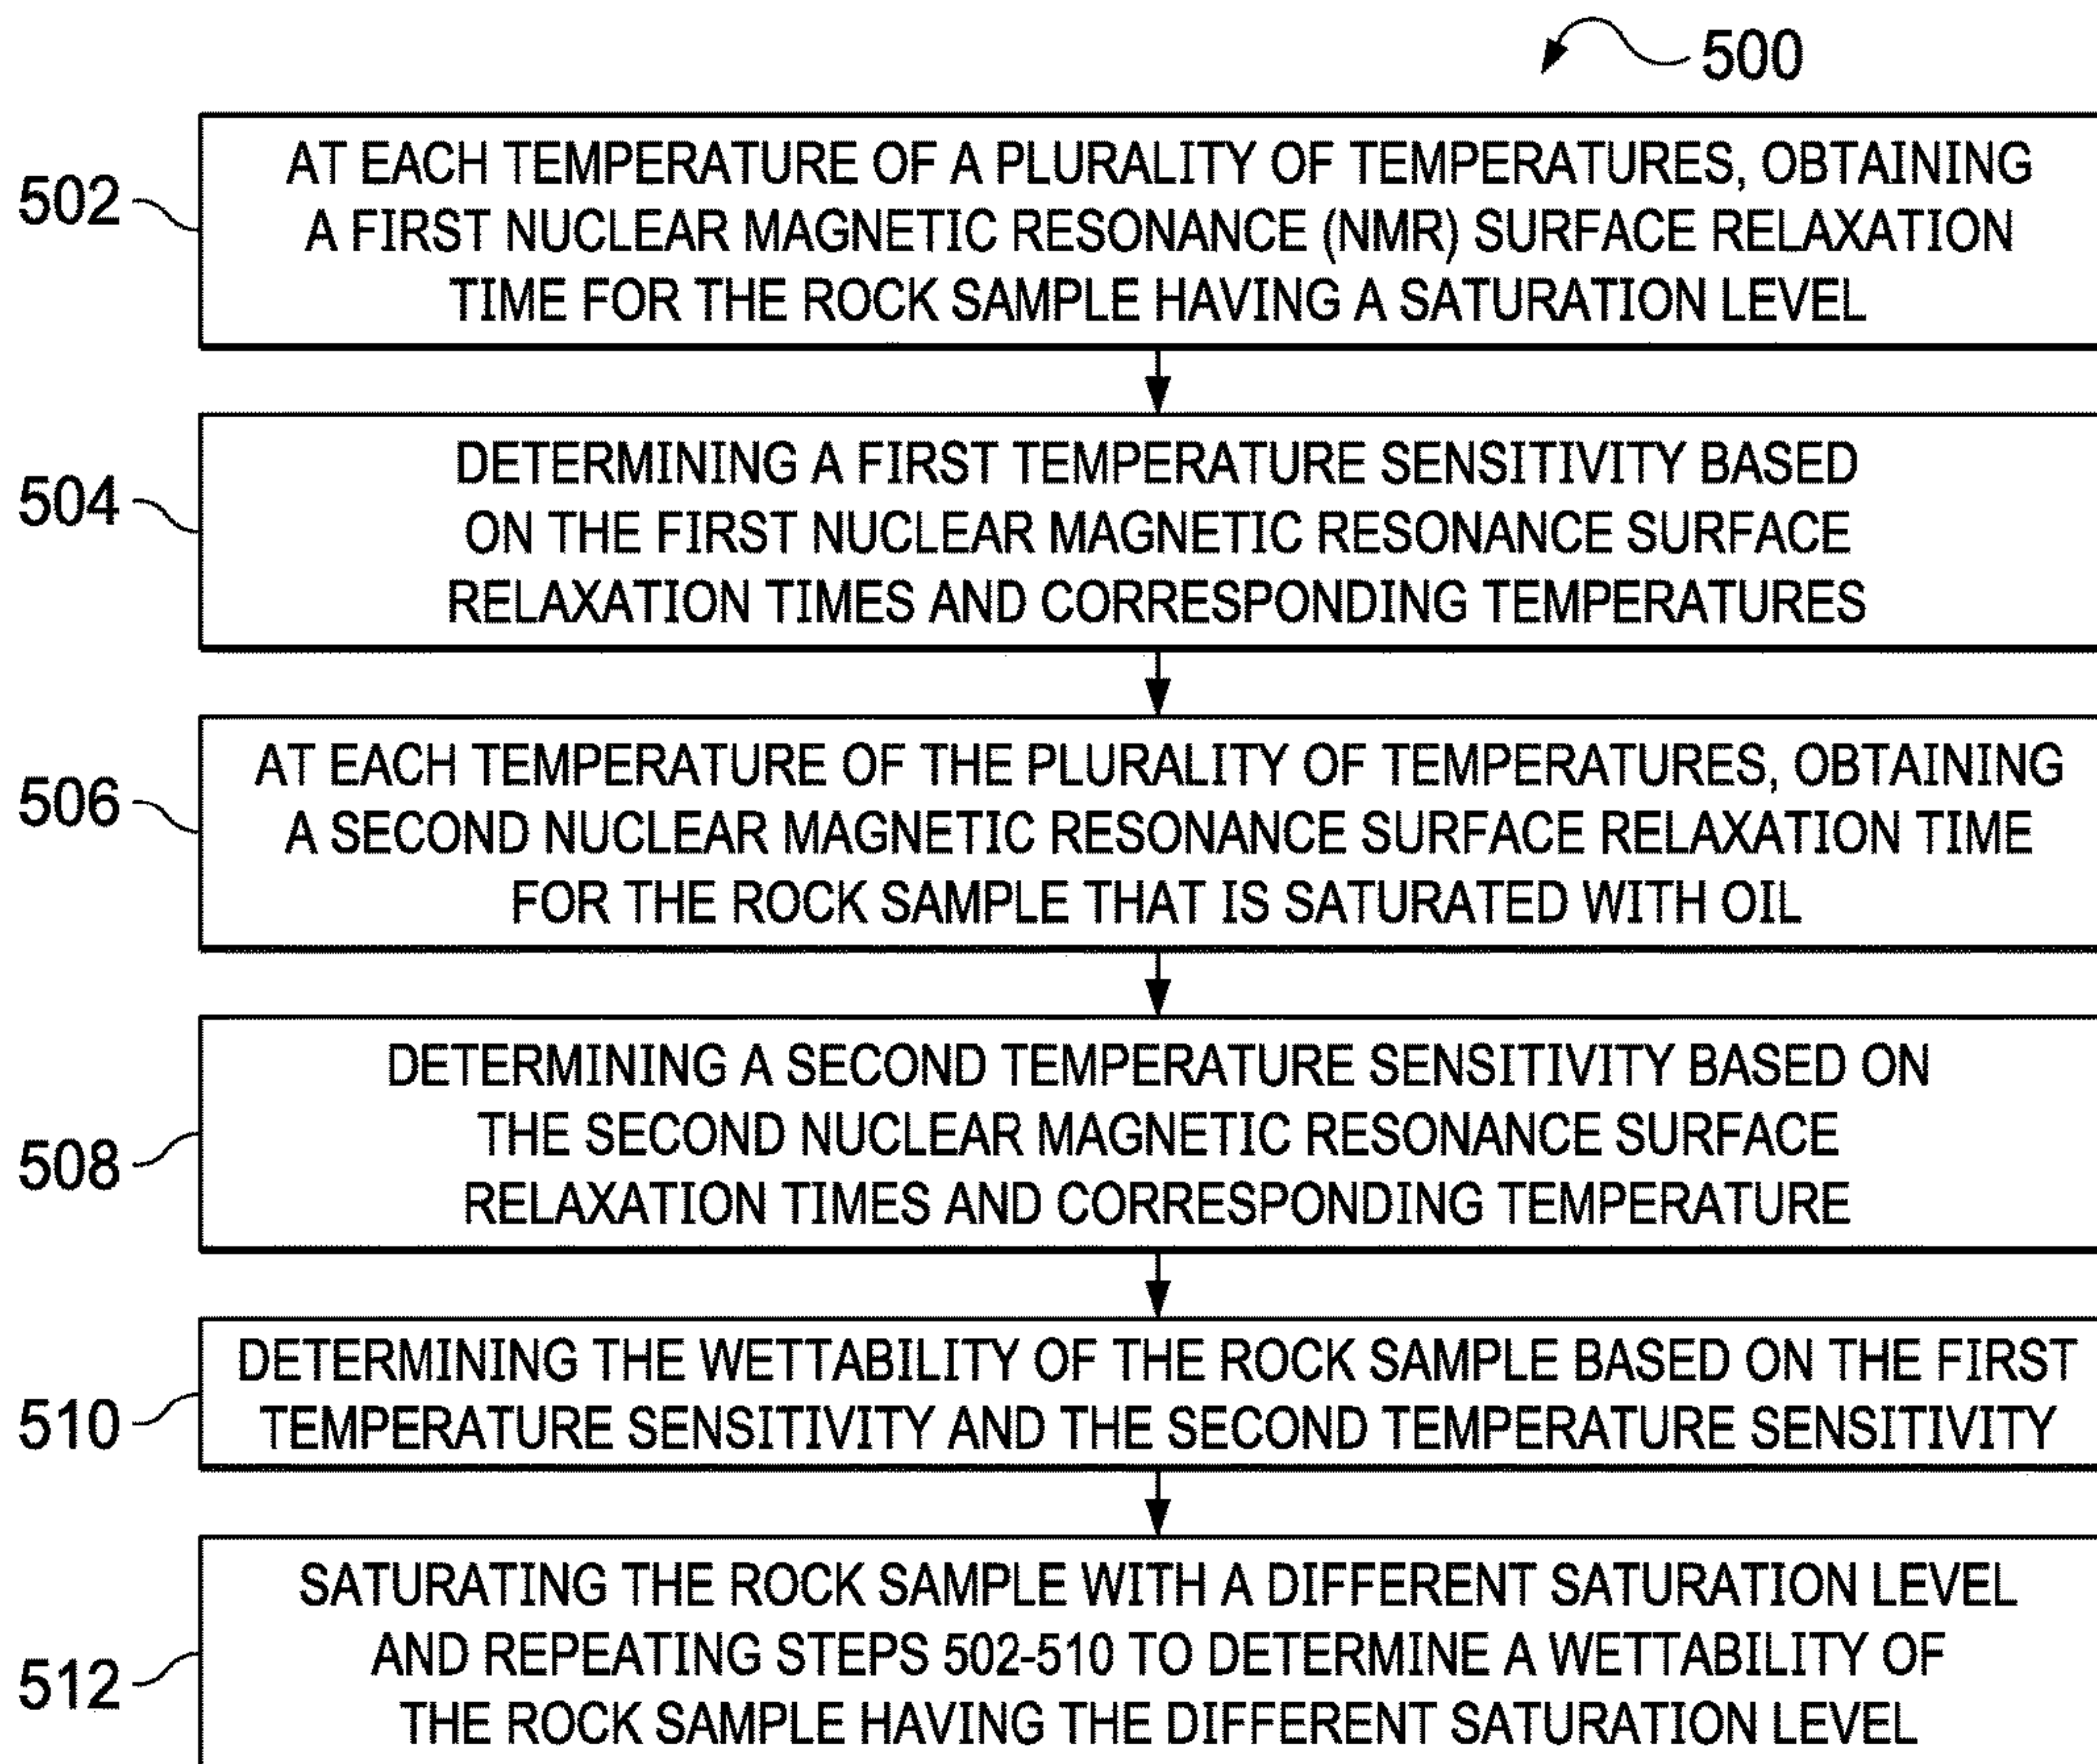 500
502
AT EACH TEMPERATURE OF A PLURALITY OF TEMPERATURES, OBTAINING
A FIRST NUCLEAR MAGNETIC RESONANCE (NMR) SURFACE RELAXATION
TIME FOR THE ROCK SAMPLE HAVING A SATURATION LEVEL
504
DETERMINING A FIRST TEMPERATURE SENSITIVITY BASED
ON THE FIRST NUCLEAR MAGNETIC RESONANCE SURFACE
RELAXATION TIMES AND CORRESPONDING TEMPERATURES
506
AT EACH TEMPERATURE OF THE PLURALITY OF TEMPERATURES, OBTAINING
A SECOND NUCLEAR MAGNETIC RESONANCE SURFACE RELAXATION TIME
FOR THE ROCK SAMPLE THAT IS SATURATED WITH OIL
508
DETERMINING A SECOND TEMPERATURE SENSITIVITY BASED ON
THE SECOND NUCLEAR MAGNETIC RESONANCE SURFACE
RELAXATION TIMES AND CORRESPONDING TEMPERATURE
510
DETERMINING THE WETTABILITY OF THE ROCK SAMPLE BASED ON THE FIRST
TEMPERATURE SENSITIVITY AND THE SECOND TEMPERATURE SENSITIVITY
512
SATURATING THE ROCK SAMPLE WITH A DIFFERENT SATURATION LEVEL
AND REPEATING STEPS 502-510 TO DETERMINE A WETTABILITY OF
THE ROCK SAMPLE HAVING THE DIFFERENT SATURATION LEVEL